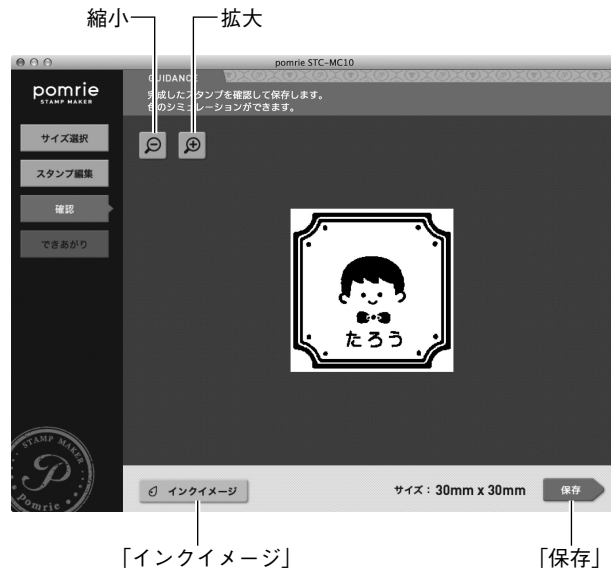 縮小 拡大
pomrie STC-MC10
pomrie
STAMP MAKER
GUIDANCE
完成したスタンプを確認して保存します。
色のシミュレーションができます。
サイズ選択
スタンプ編集
確認
できあがり
たろう
STAMP MAKER
P
pomrie
インクイメージ
サイズ：30mm x 30mm
保存
「インクイメージ」 「保存」